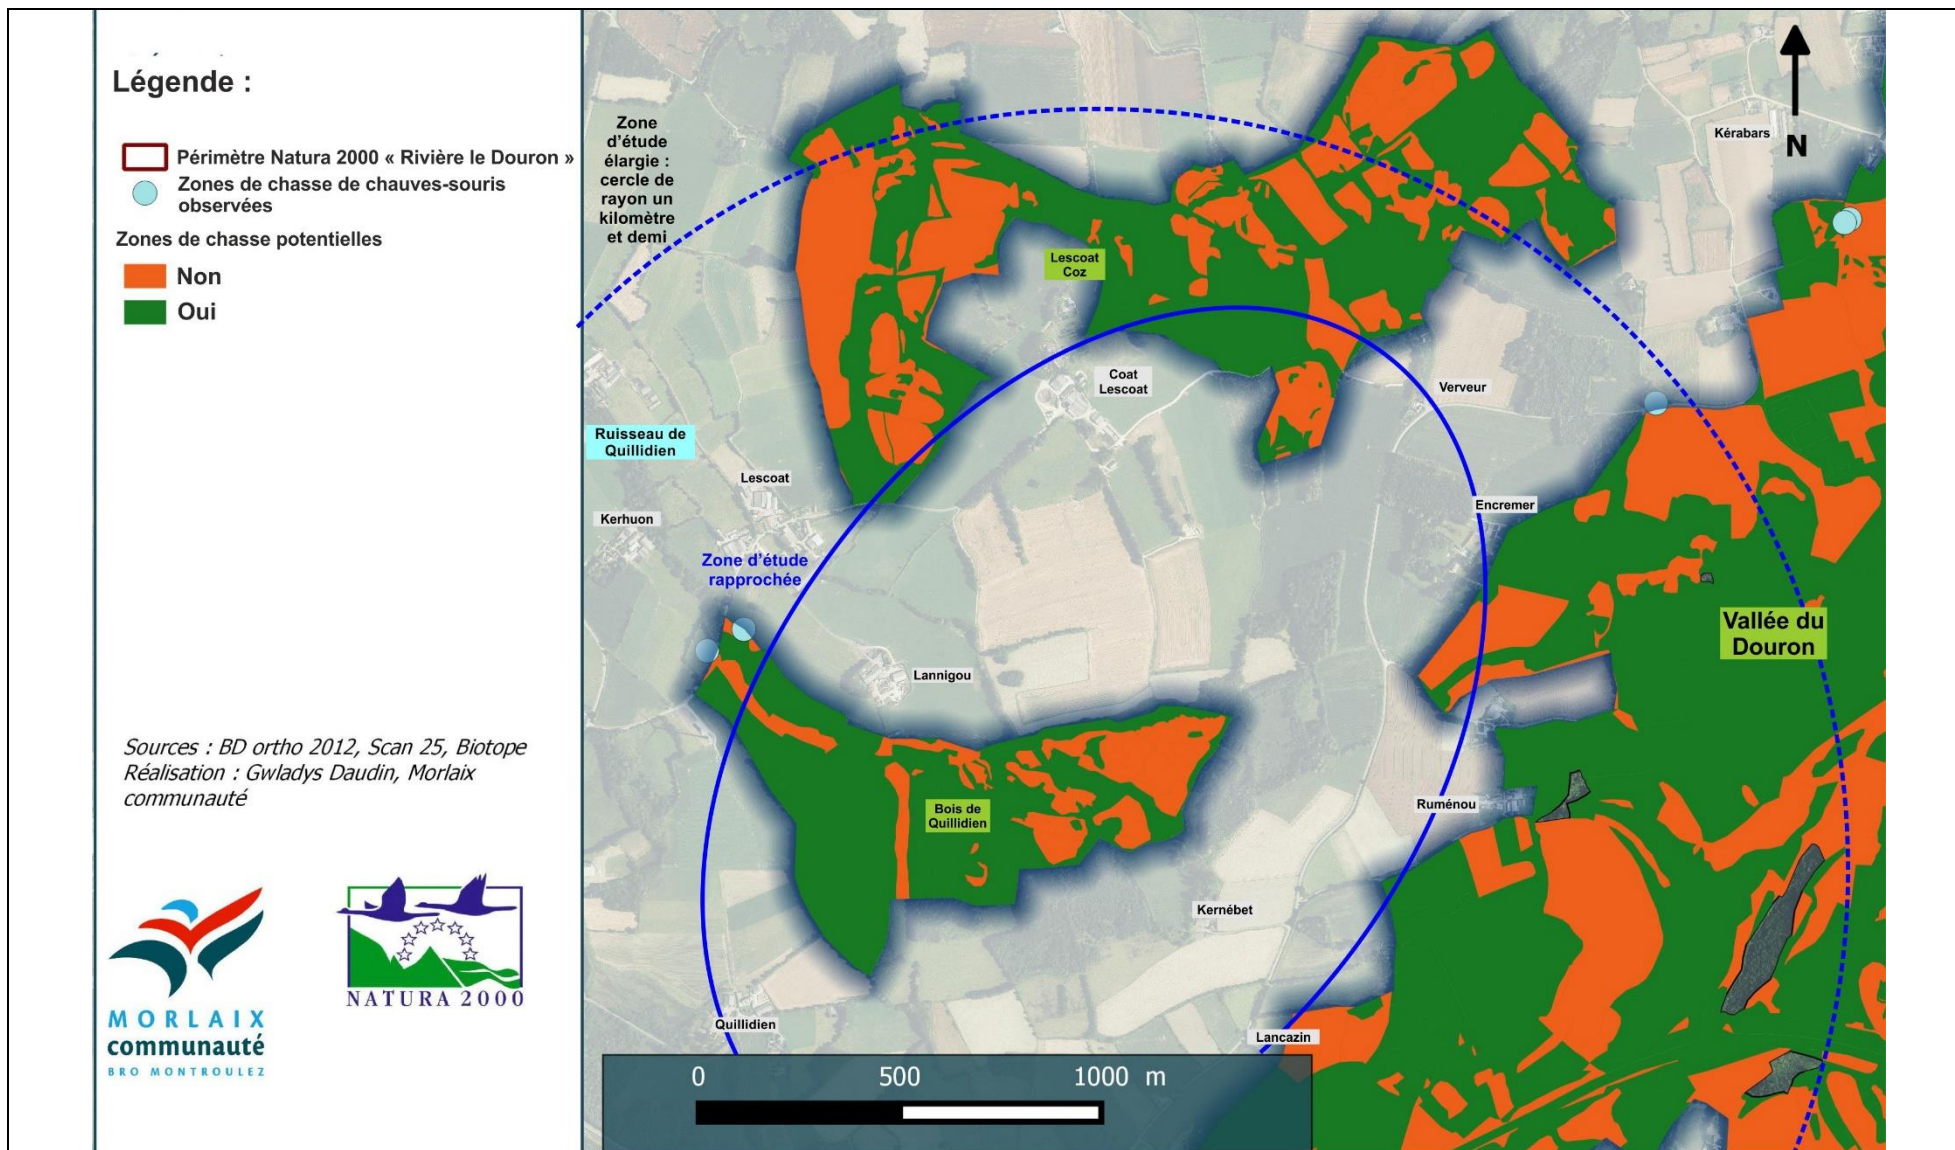 Légende :
Périmètre Natura 2000 « Rivière le Douron »
Zones de chasse de chauves-souris
observées
Zones de chasse potentielles
Non
Oui
Sources : BD ortho 2012, Scan 25, Biotope
Réalisation : Gwladys Daudin, Morlaix
communauté
MORLAIX
communauté
BRO MONTROULEZ
NATURA 2000
Zone
d'étude
élargie :
cercle de
rayon un
kilomètre
et demi
Kérabars
N
Lescoat
Coz
Coat
Lescoat
Verveur
Ruisseau de
Quillidien
Lescoat
Kerhuon
Encremer
Zone d'étude
rapprochée
Vallée du
Douron
Lannigou
Bois de
Quillidien
Ruménou
Kernébet
Quillidien
Lancazin
0 500 1000 m